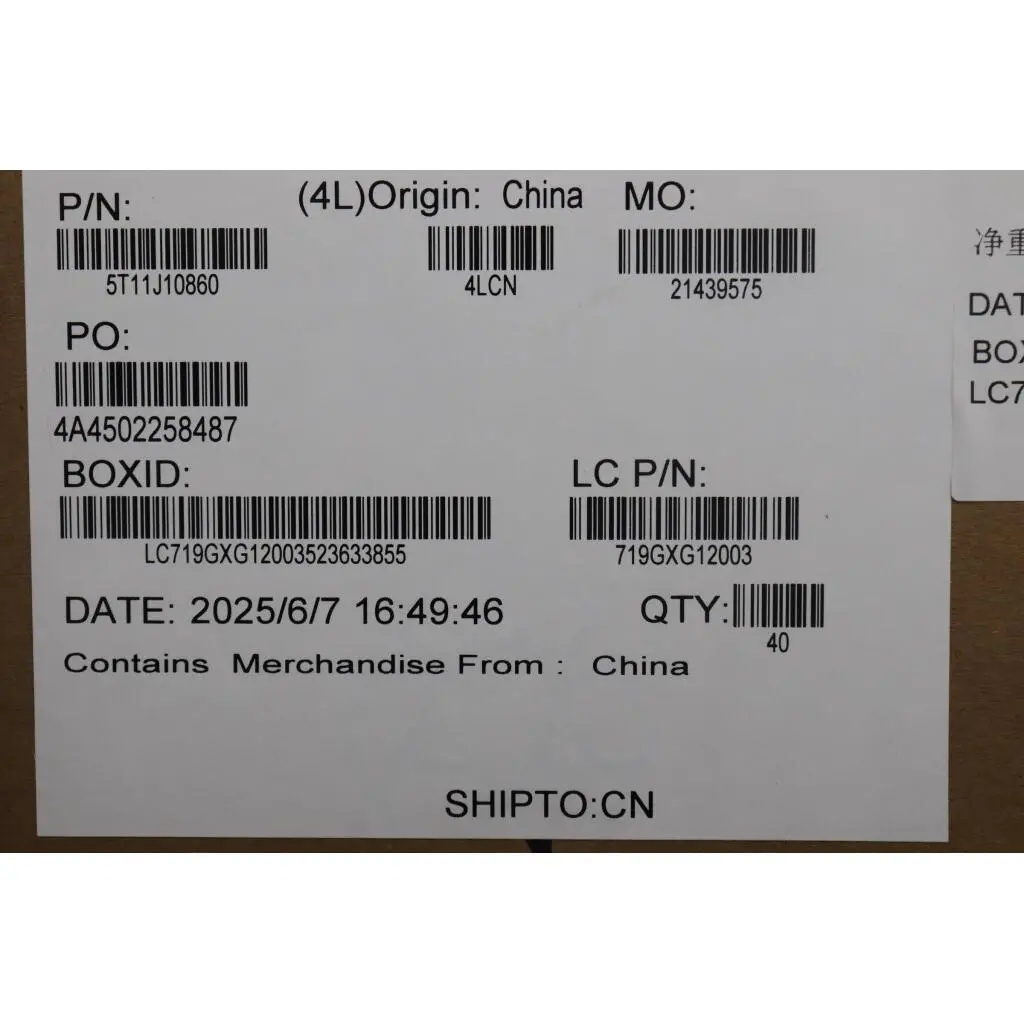 P/N: (4L)Origin: China MO:
5T11J10860 4LCN 21439575
PO:
4A4502258487
BOXID: LC P/N:
LC719GXG12003523633855 719GXG12003
DATE: 2025/6/7 16:49:46 QTY:
40
Contains Merchandise From : China
SHIPTO:CN
净重
DAT
BOX
LC7